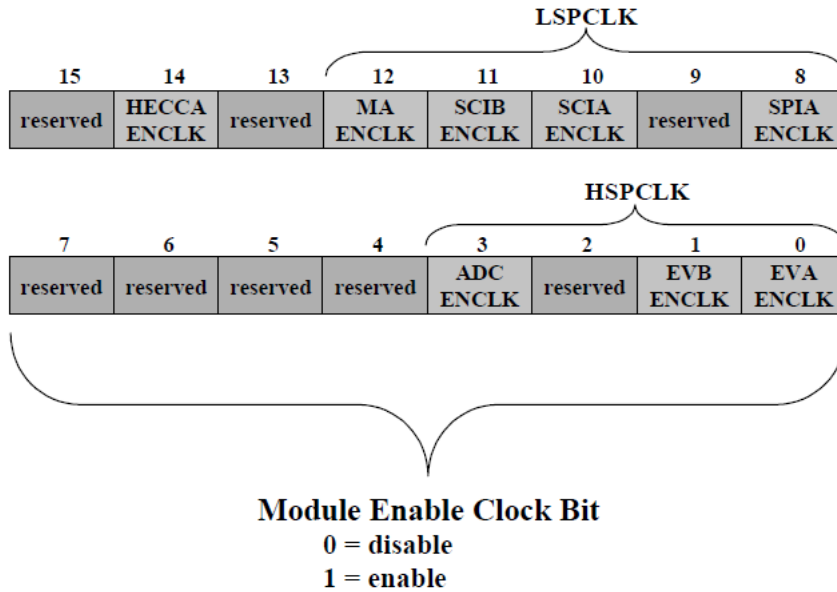 LSPCLK
15 14 13 12 11 10 9 8
reserved HECCA ENCLK reserved MA ENCLK SCIB ENCLK SCIA ENCLK reserved SPIA ENCLK
HSPCLK
7 6 5 4 3 2 1 0
reserved reserved reserved reserved ADC ENCLK reserved EVB ENCLK EVA ENCLK
Module Enable Clock Bit
0 = disable
1 = enable